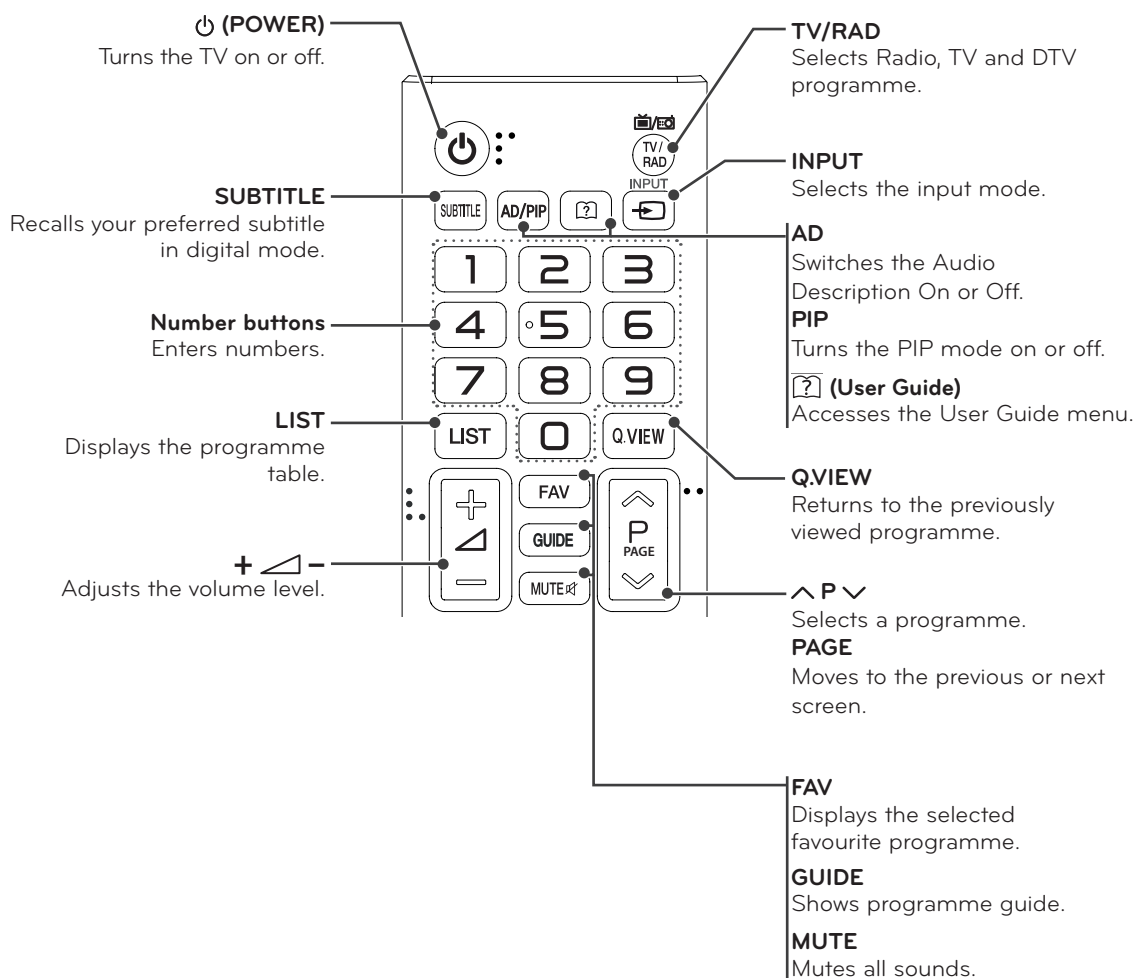 (POWER)
Turns the TV on or off.
SUBTITLE
Recalls your preferred subtitle
in digital mode.
Number buttons
Enters numbers.
LIST
Displays the programme
table.
+ -
Adjusts the volume level.
TV/
RAD
INPUT
SUBTITLE
AD/PIP
?
1
2
3
4
5
6
7
8
9
LIST
0
Q.VIEW
+
-
FAV
GUIDE
MUTE
P
PAGE
TV/RAD
Selects Radio, TV and DTV
programme.
INPUT
Selects the input mode.
AD
Switches the Audio
Description On or Off.
PIP
Turns the PIP mode on or off.
? (User Guide)
Accesses the User Guide menu.
Q.VIEW
Returns to the previously
viewed programme.
P
Selects a programme.
PAGE
Moves to the previous or next
screen.
FAV
Displays the selected
favourite programme.
GUIDE
Shows programme guide.
MUTE
Mutes all sounds.